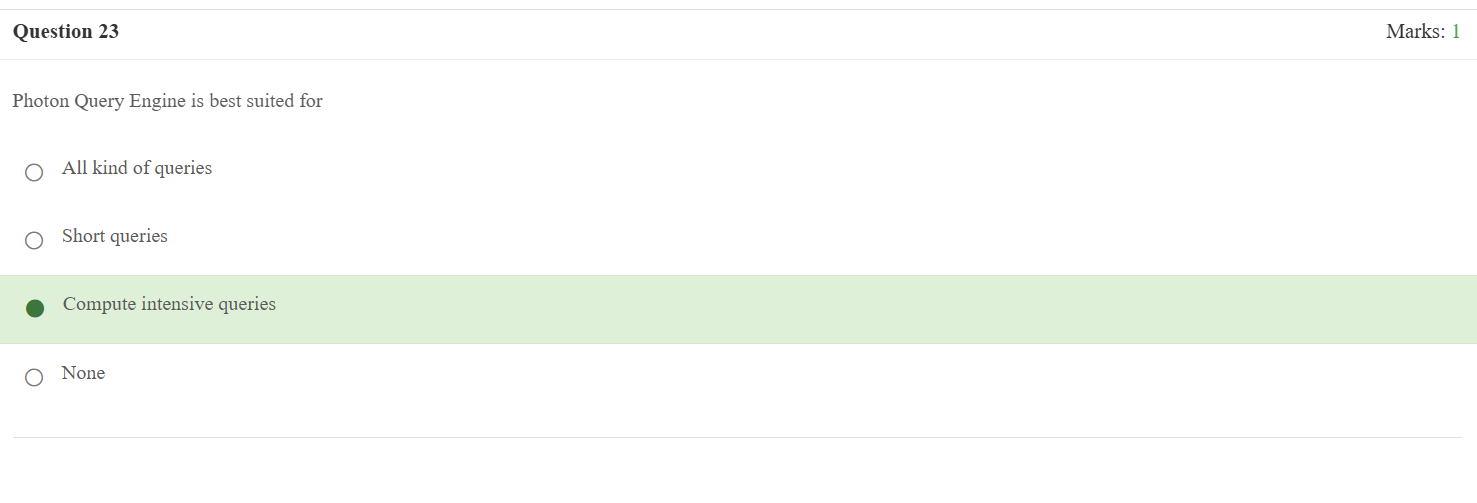 Question 23
Marks: 1
Photon Query Engine is best suited for
All kind of queries
Short queries
Compute intensive queries
None